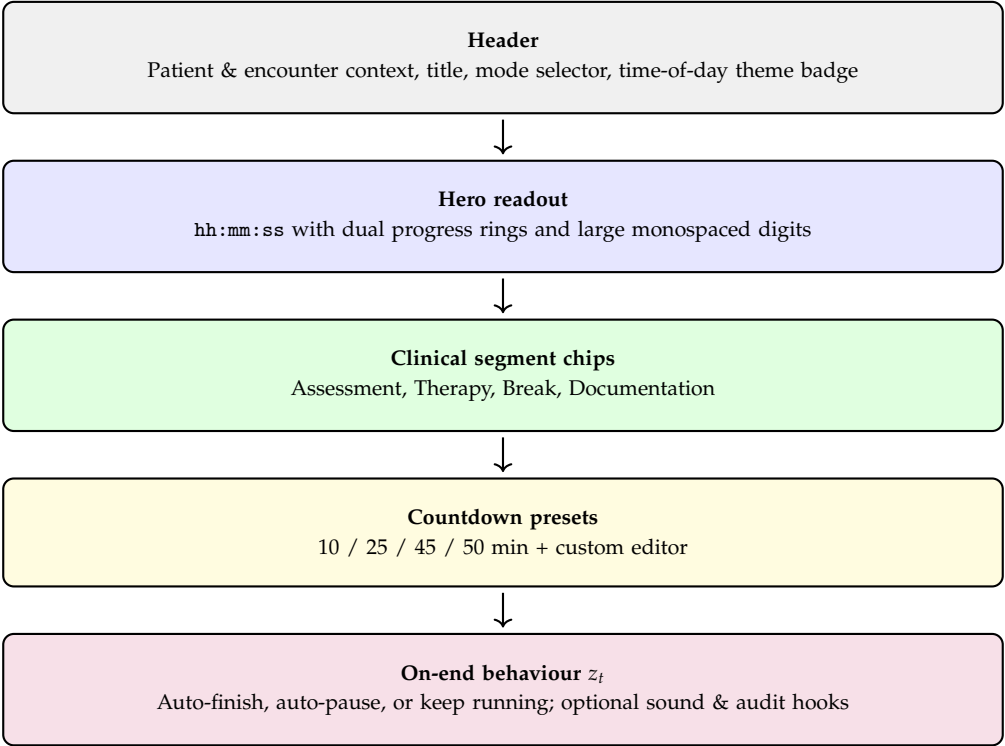 Header
Patient & encounter context, title, mode selector, time-of-day theme badge
Hero readout
hh:mm:ss with dual progress rings and large monospaced digits
Clinical segment chips
Assessment, Therapy, Break, Documentation
Countdown presets
10 / 25 / 45 / 50 min + custom editor
On-end behaviour z_t
Auto-finish, auto-pause, or keep running; optional sound & audit hooks